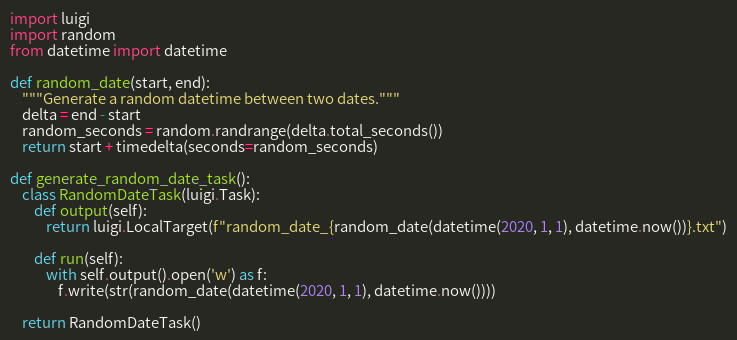 import luigi
import random
from datetime import datetime

def random_date(start, end):
    """Generate a random datetime between two dates."""
    delta = end - start
    random_seconds = random.randrange(delta.total_seconds())
    return start + timedelta(seconds=random_seconds)

def generate_random_date_task():
    class RandomDateTask(luigi.Task):
        def output(self):
            return luigi.LocalTarget(f"random_date_{random_date(datetime(2020, 1, 1), datetime.now())}.txt")

        def run(self):
            with self.output().open('w') as f:
                f.write(str(random_date(datetime(2020, 1, 1), datetime.now())))

    return RandomDateTask()